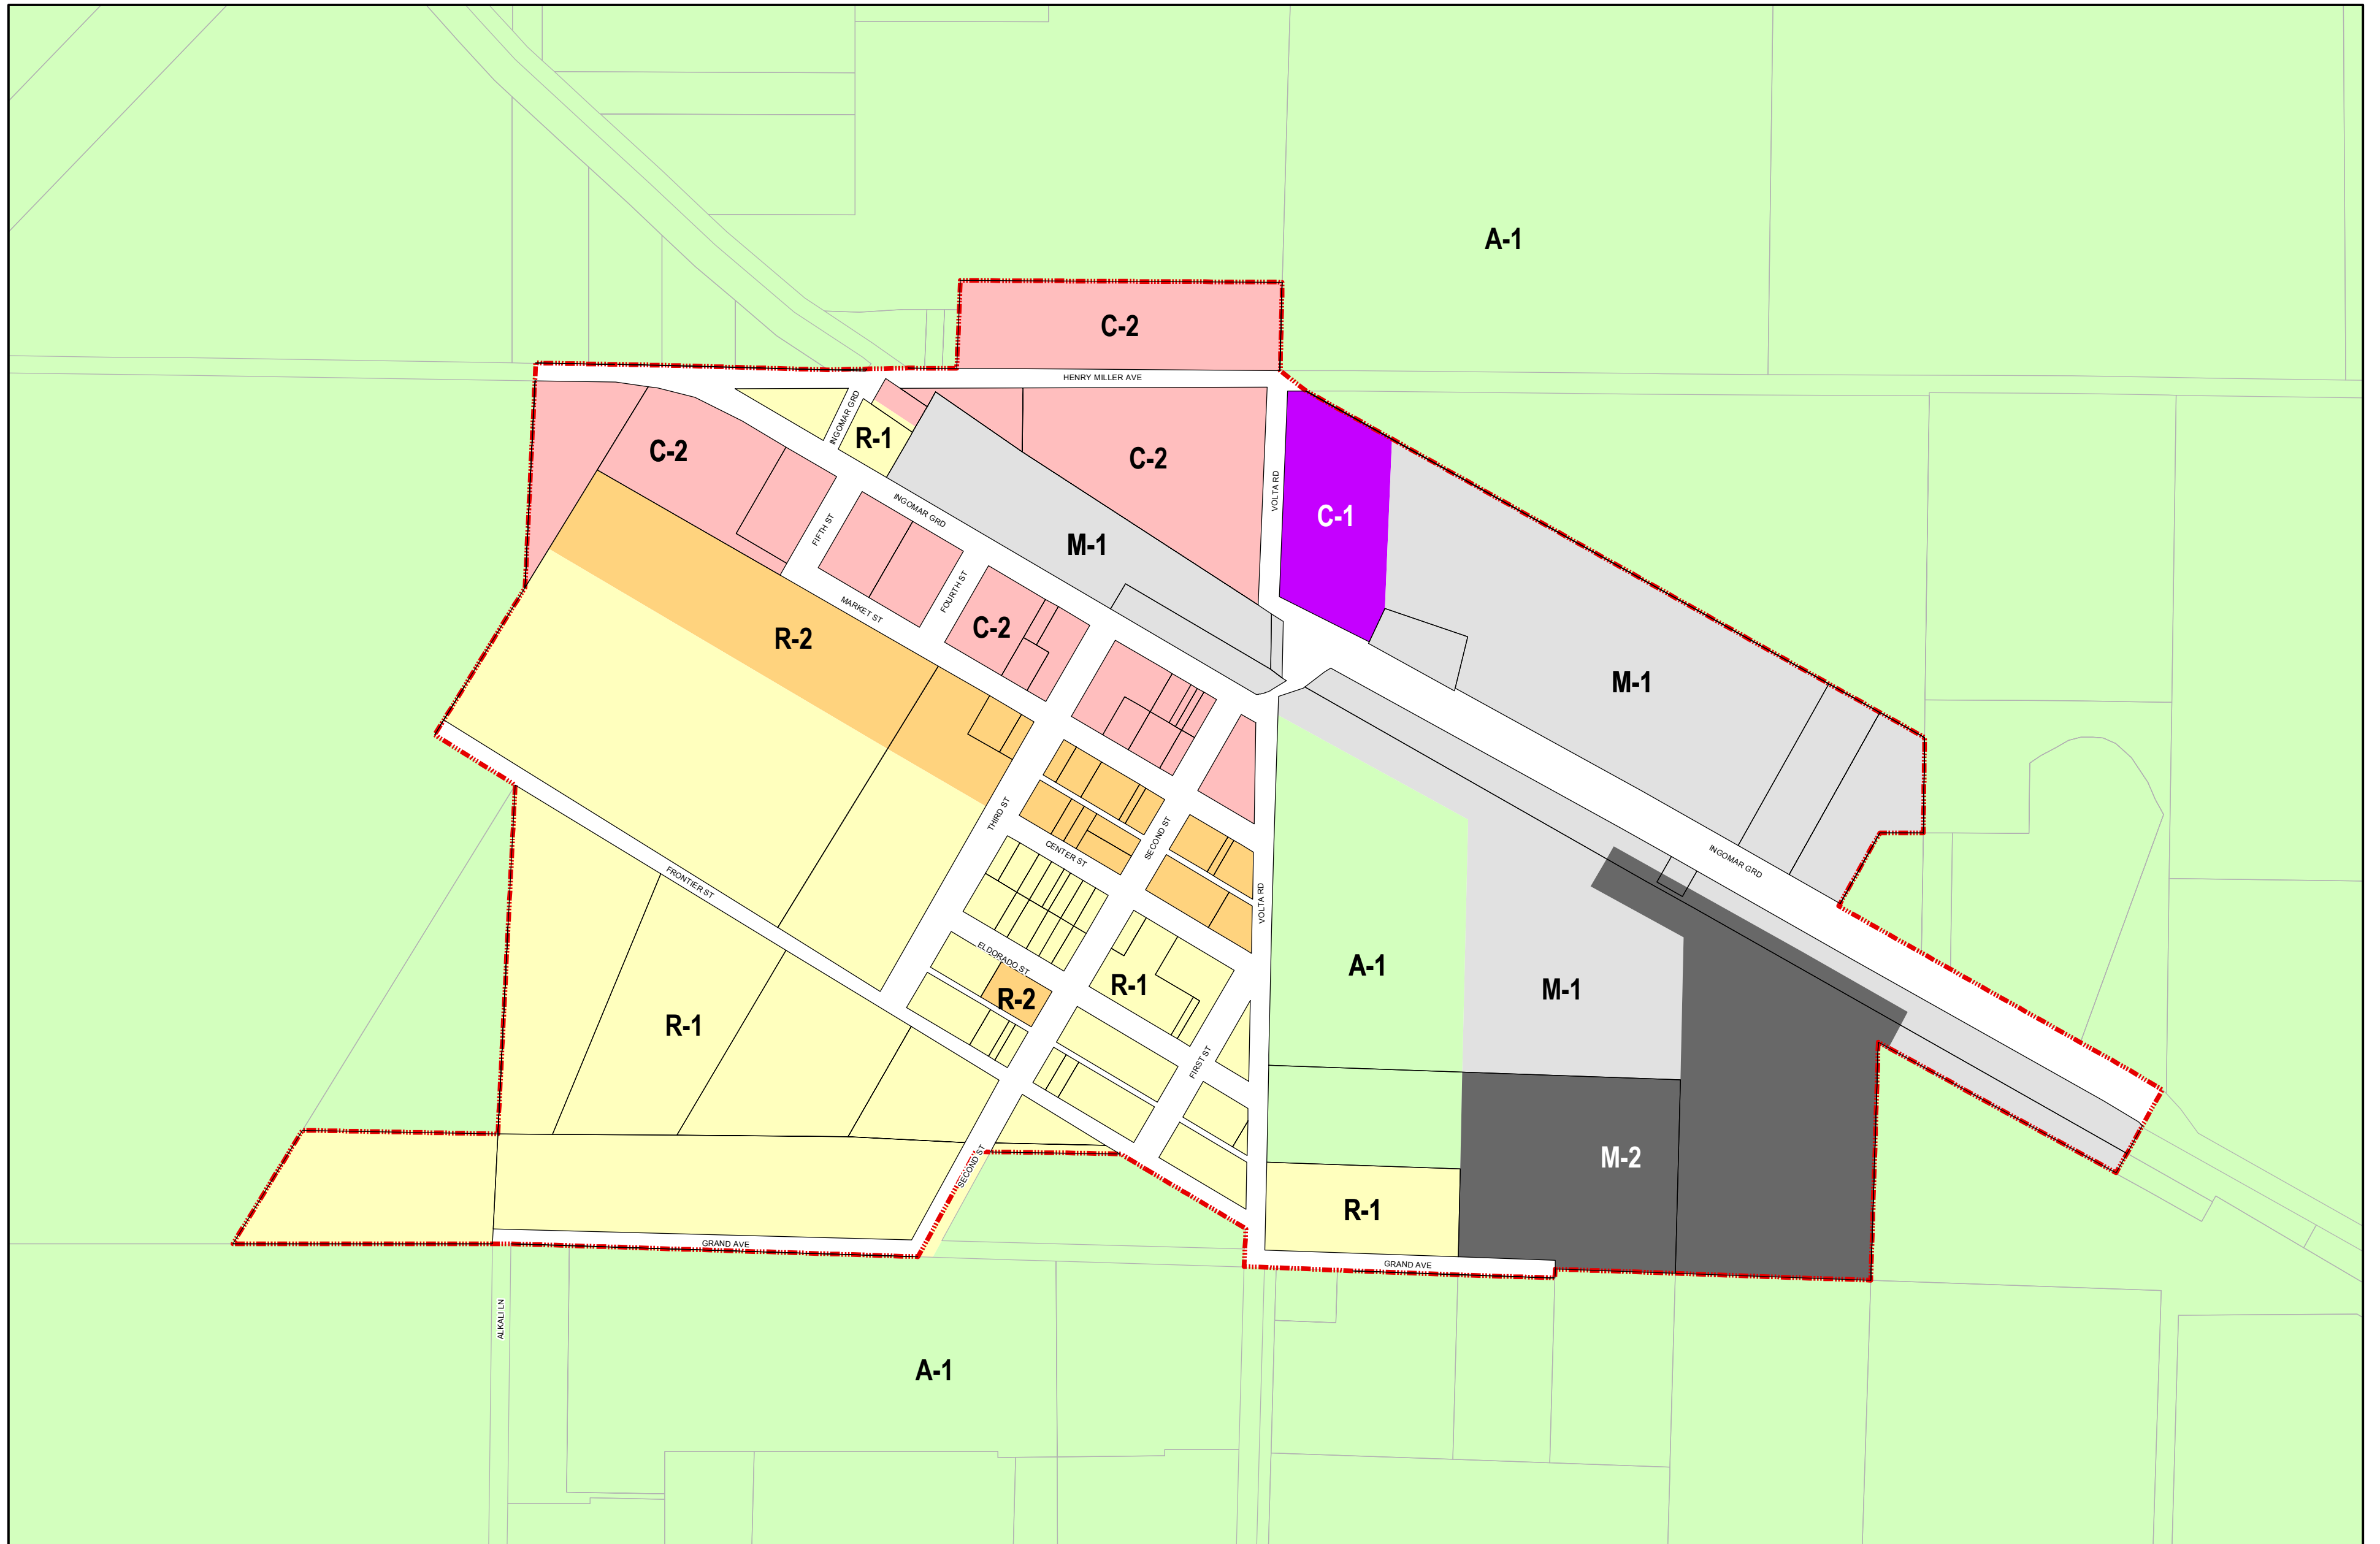 A-1
C-2
HENRY MILLER AVE
INGOMAR GRD
R-1
C-2
C-2
VOLTA RD
C-1
INGOMAR GRD
FIFTH ST
M-1
FOURTH ST
MARKET ST
C-2
R-2
M-1
THIRD ST
SECOND ST
CENTER ST
INGOMAR GRD
FRONTIER ST
VOLTA RD
ELDORADO ST
A-1
R-1
M-1
R-2
R-1
FIRST ST
SECOND ST
M-2
R-1
GRAND AVE
GRAND AVE
ALKALI LN
A-1